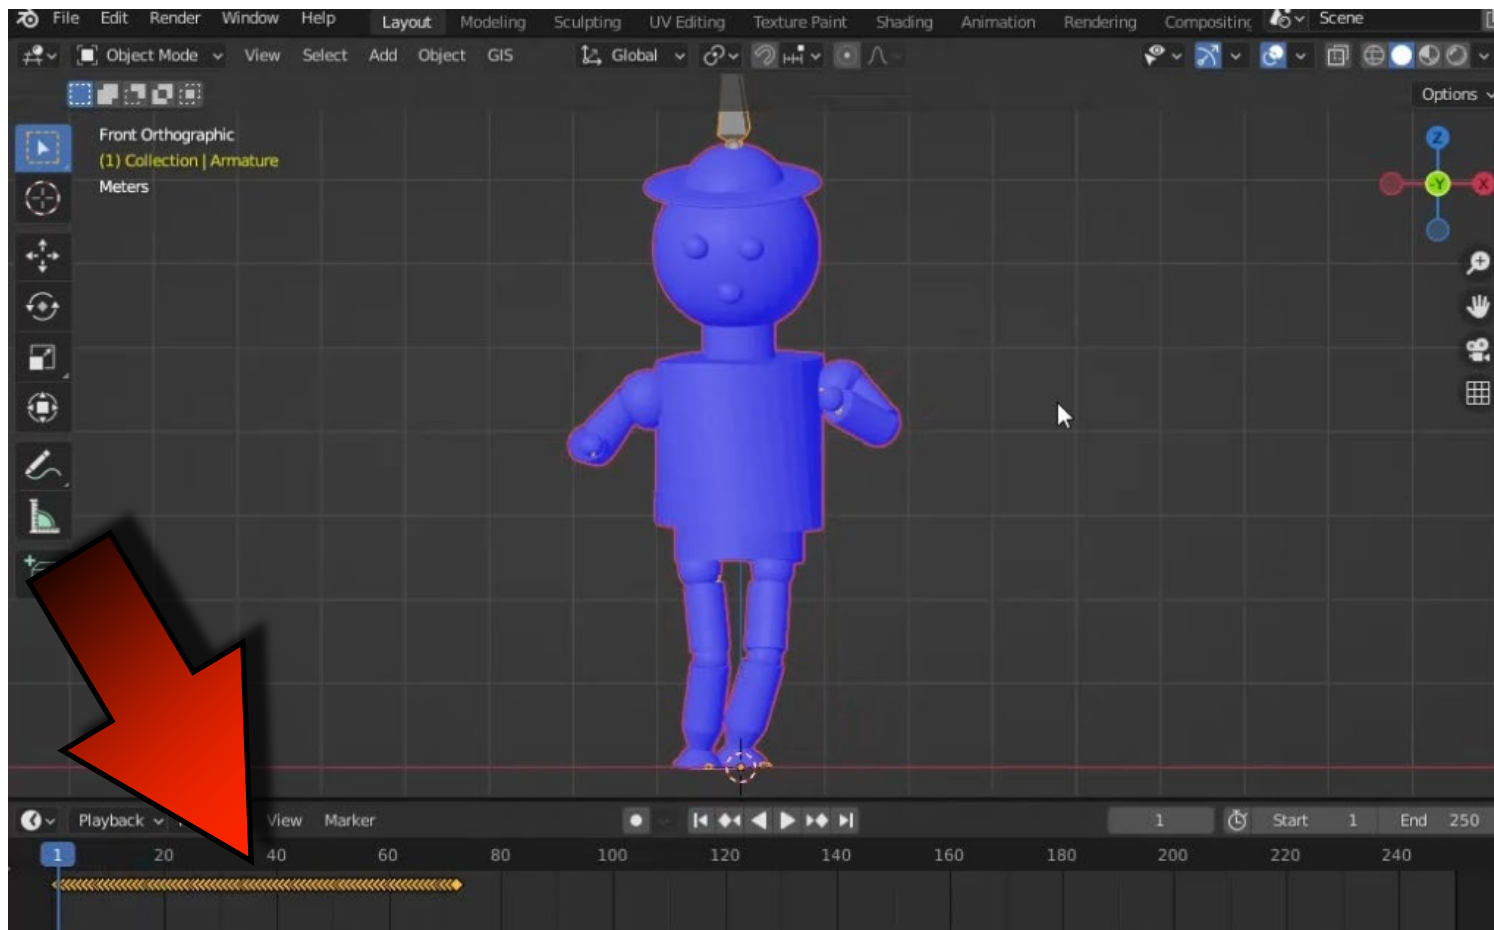 File Edit Render Window Help Layout Modeling Sculpting UV Editing Texture Paint Shading Animation Rendering Compositing Scene
Object Mode View Select Add Object GIS Global
Options
Front Orthographic
(1) Collection | Armature
Meters
Z
-Y X
Playback View Marker 1 Start 1 End 250
1 20 40 60 80 100 120 140 160 180 200 220 240